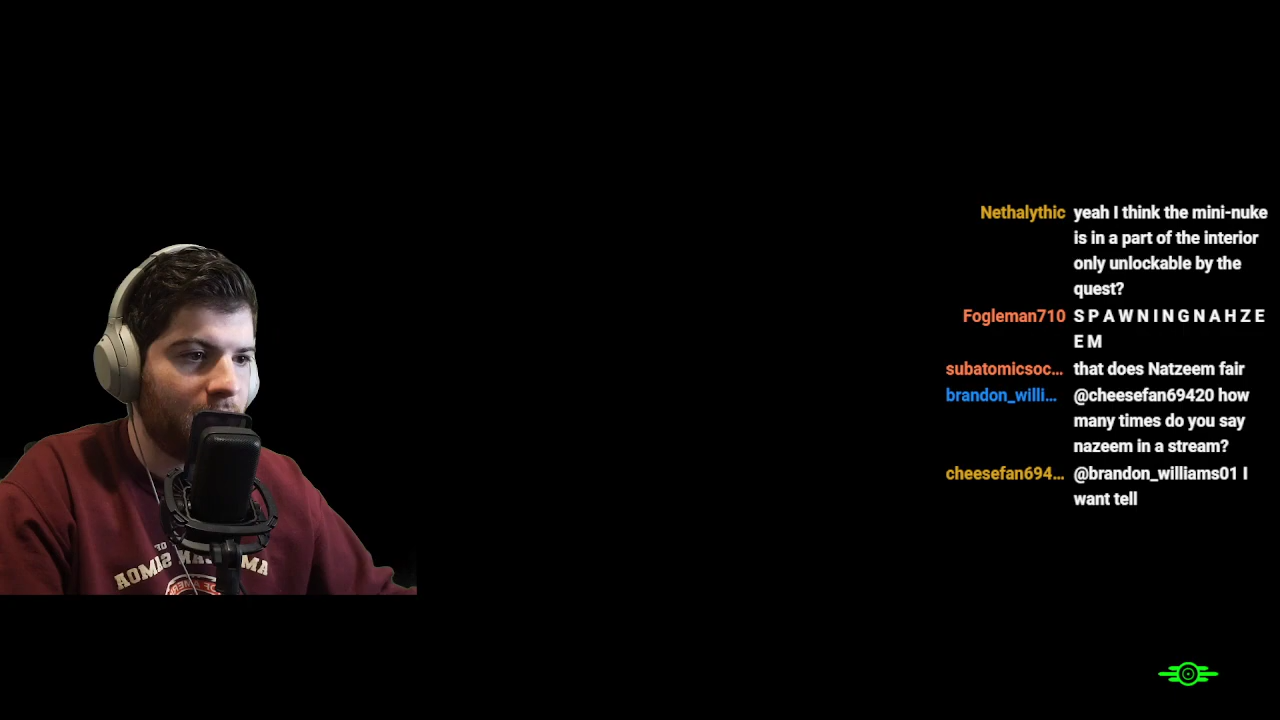 Nethalythic yeah I think the mini-nuke
is in a part of the interior
only unlockable by the
quest?
Fogleman710 S P A W N I N G N A H Z E
E M
subatomicsoc... that does Natzeem fair
brandon_willi... @cheesefan69420 how
many times do you say
nazeem in a stream?
cheesefan694... @brandon_williams01 I
want tell